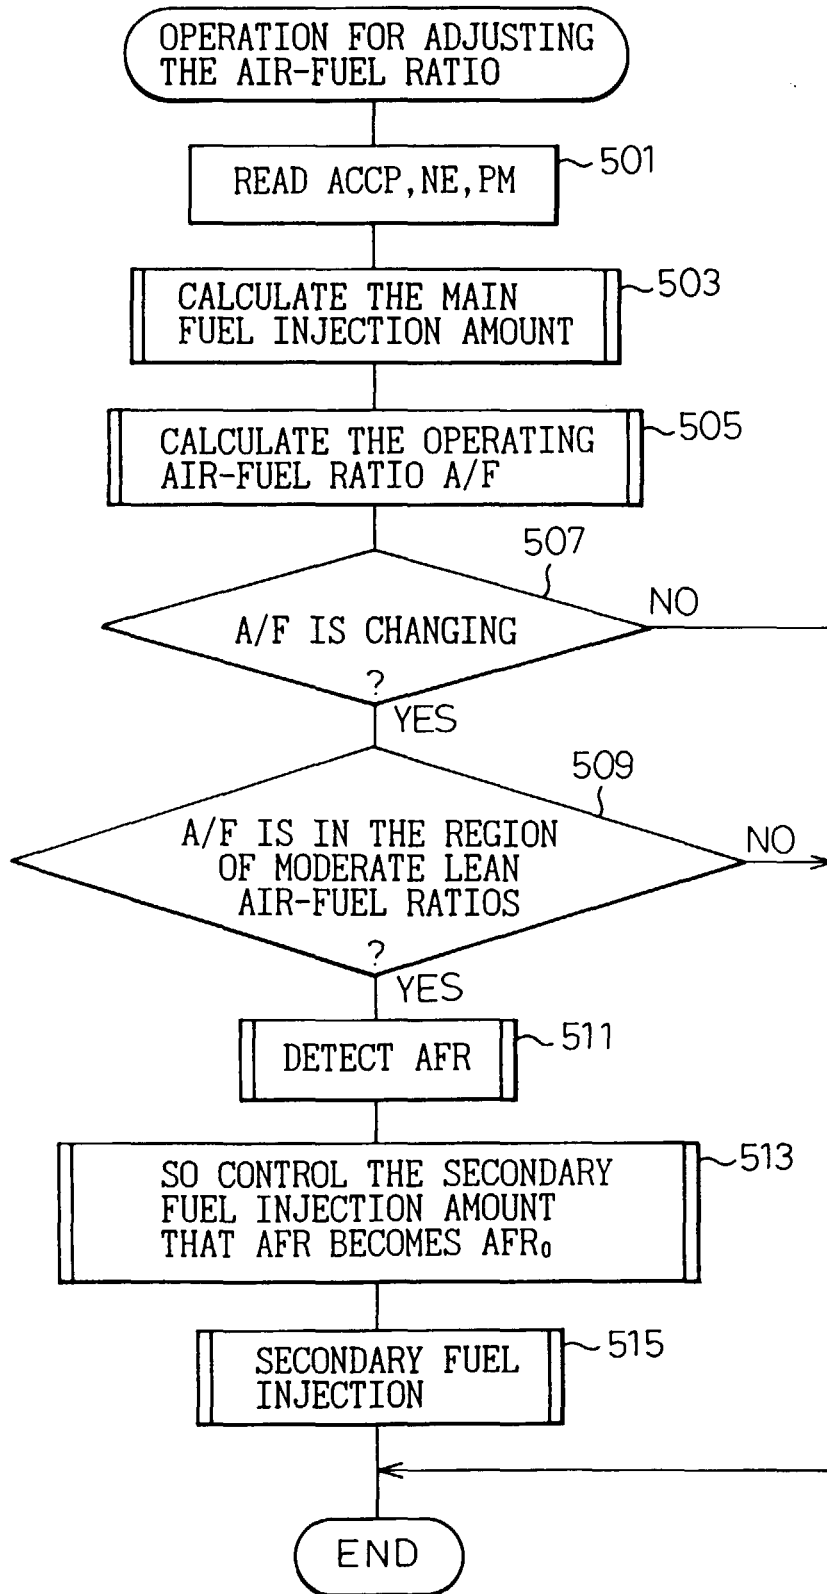 OPERATION FOR ADJUSTING
THE AIR-FUEL RATIO
READ ACCP,NE,PM
501
CALCULATE THE MAIN
FUEL INJECTION AMOUNT
503
CALCULATE THE OPERATING
AIR-FUEL RATIO A/F
505
507
A/F IS CHANGING
?
NO
YES
509
A/F IS IN THE REGION
OF MODERATE LEAN
AIR-FUEL RATIOS
?
NO
YES
DETECT AFR
511
SO CONTROL THE SECONDARY
FUEL INJECTION AMOUNT
THAT AFR BECOMES AFR₀
513
SECONDARY FUEL
INJECTION
515
END